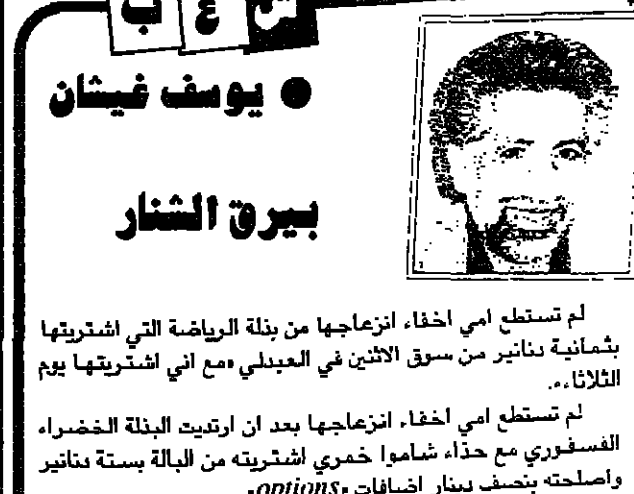 ش ع ب
● يوسف غيشان
بيرق الشنار
لم تستطع امي اخفاء انزعاجها من بذلة الرياضة التي اشتريتها
بثمانية دنانير من سوق الاثنين في العبدلي «مع اني اشتريتها يوم
الثلاثاء».
لم تستطع امي اخفاء انزعاجها بعد ان ارتديت البذلة الخضراء
الفسفوري مع حذاء شاموا خمري اشتريته من البالة بستة دنانير
واصلحته بنصف دينار اضافات «options»